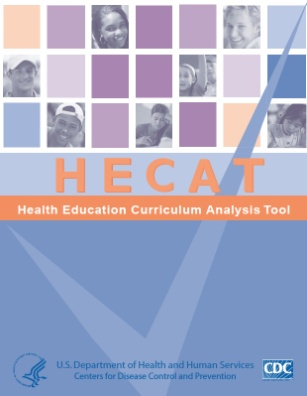 HECAT
Health Education Curriculum Analysis Tool
U.S. Department of Health and Human Services
Centers for Disease Control and Prevention
CDC